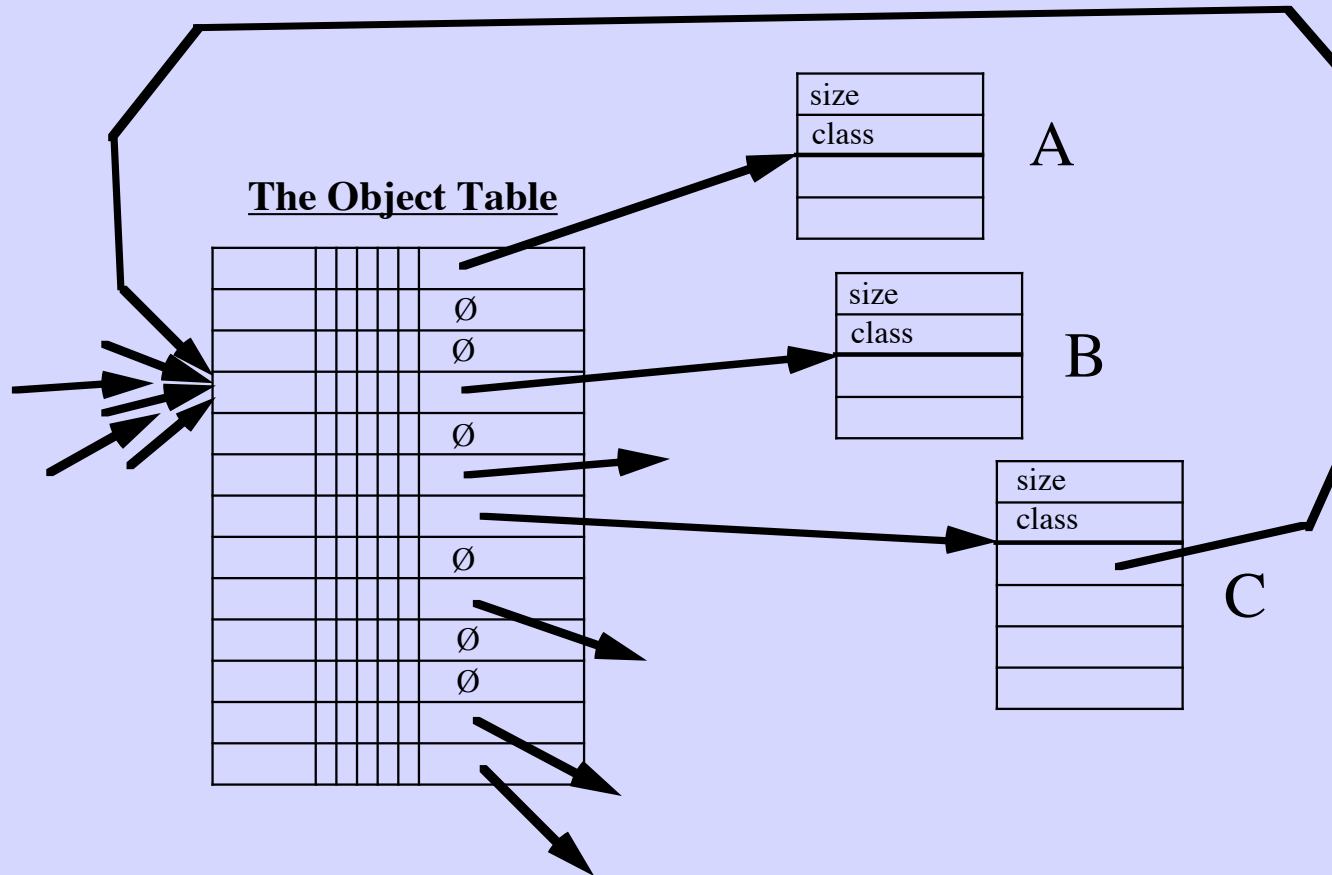 The Object Table
Ø
Ø
Ø
Ø
Ø
Ø
size
class
A
size
class
B
size
class
C